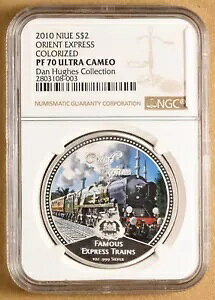 2010 NIUE S$2
ORIENT EXPRESS
COLORIZED
PF 70 ULTRA CAMEO
Dan Hughes Collection
2803108-003
NUMISMATIC GUARANTY CORPORATION
NGC
FAMOUS
EXPRESS TRAINS
1OZ .999 SILVER